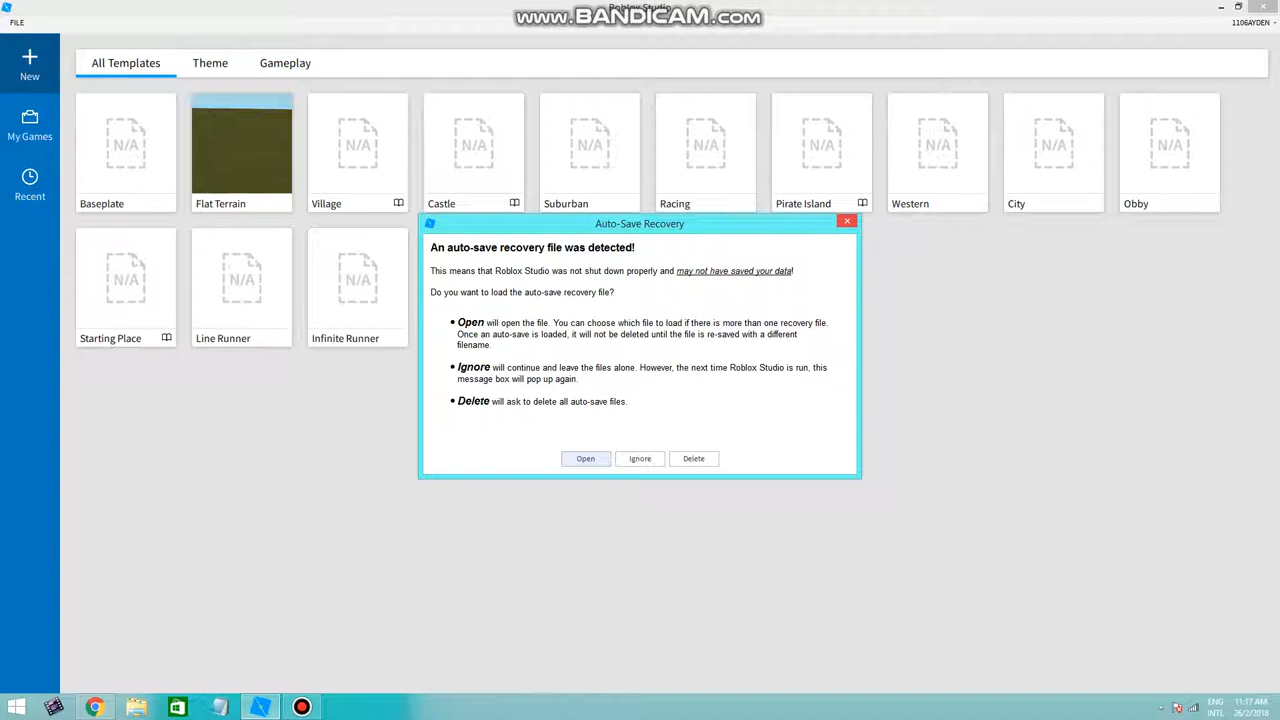 www.BANDICAM.com
Roblox Studio
FILE
1106AYDEN
New
My Games
Recent
All Templates
Theme
Gameplay
N/A
N/A
N/A
N/A
N/A
N/A
N/A
N/A
N/A
Baseplate
Flat Terrain
Village
Castle
Suburban
Racing
Pirate Island
Western
City
Obby
N/A
N/A
N/A
Starting Place
Line Runner
Infinite Runner
Auto-Save Recovery
An auto-save recovery file was detected!
This means that Roblox Studio was not shut down properly and may not have saved your data!
Do you want to load the auto-save recovery file?
• Open will open the file. You can choose which file to load if there is more than one recovery file.
Once an auto-save is loaded, it will not be deleted until the file is re-saved with a different
filename.
• Ignore will continue and leave the files alone. However, the next time Roblox Studio is run, this
message box will pop up again.
• Delete will ask to delete all auto-save files.
Open
Ignore
Delete
ENG
INTL
11:17 AM
26/2/2018